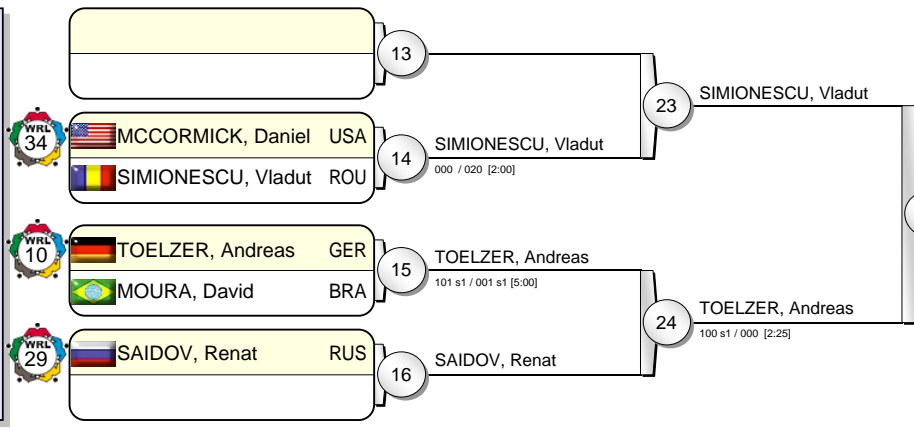 13
23
SIMIONESCU, Vladut
WRL
34
MCCORMICK, Daniel USA
SIMIONESCU, Vladut ROU
14
SIMIONESCU, Vladut
000 / 020 [2:00]
WRL
10
TOELZER, Andreas GER
MOURA, David BRA
15
TOELZER, Andreas
101 s1 / 001 s1 [5:00]
24
TOELZER, Andreas
100 s1 / 000 [2:25]
WRL
29
SAIDOV, Renat RUS
16
SAIDOV, Renat